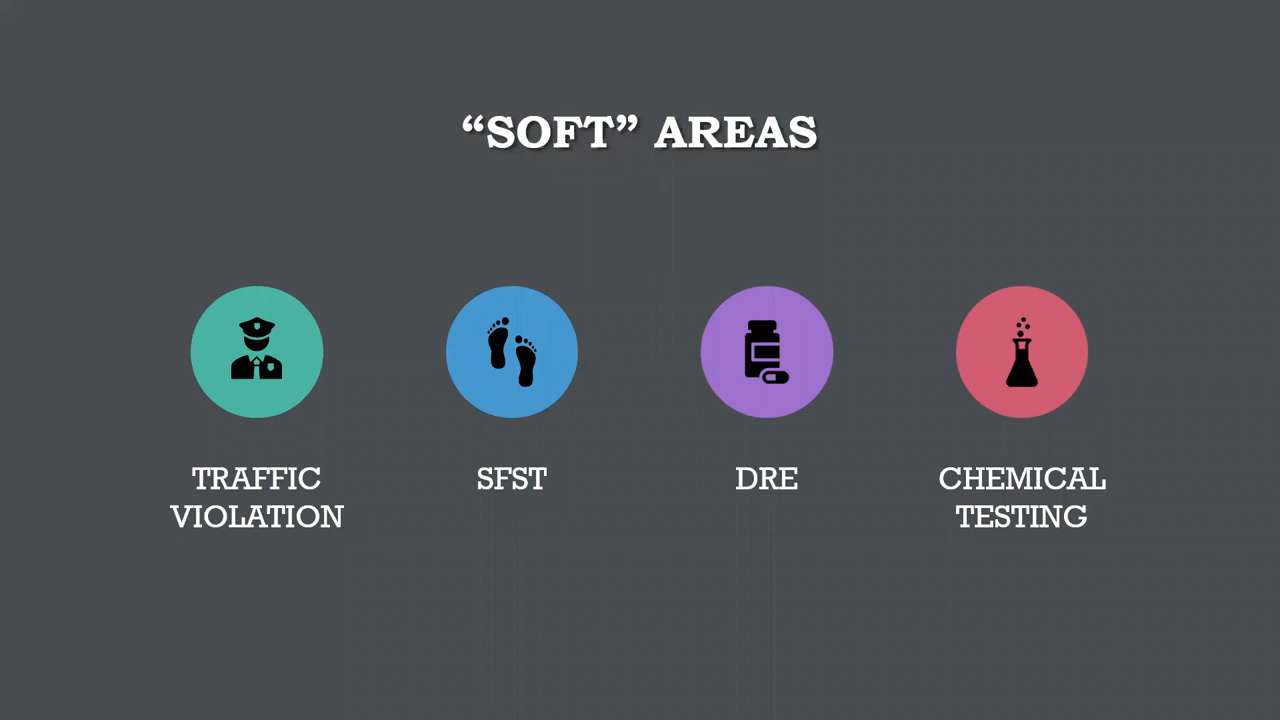 “SOFT” AREAS
TRAFFIC
VIOLATION
SFST
DRE
CHEMICAL
TESTING